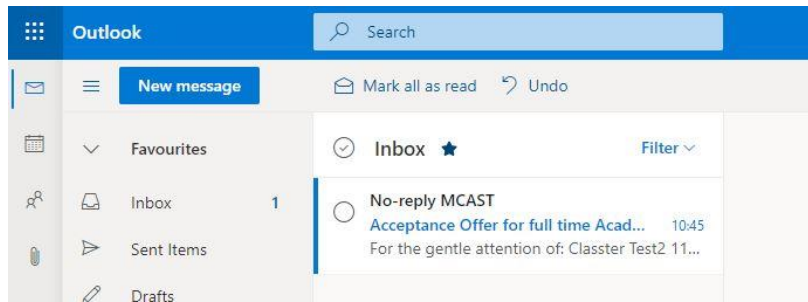 Outlook
Search
New message
Mark all as read
Undo
Favourites
Inbox
Filter
Inbox 1
No-reply MCAST
Acceptance Offer for full time Acad... 10:45
For the gentle attention of: Classter Test2 11...
Sent Items
Drafts